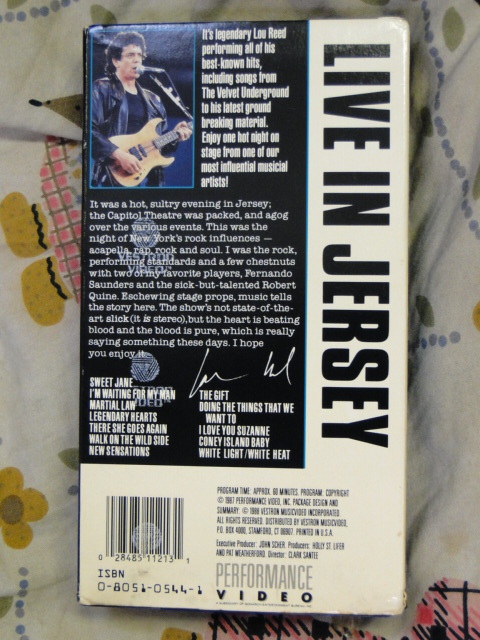 It's legendary Lou Reed
performing all of his
best-known hits,
including songs from
The Velvet Underground
to his latest ground
breaking material.
Enjoy one hot night on
stage from one of our
most influential musicial
artists!
LIVE IN JERSEY
It was a hot, sultry evening in Jersey;
the Capitol Theatre was packed, and agog
over the various events. This was the
night of New York's rock influences —
acapella, rap, rock and soul. I was the rock,
performing standards and a few chestnuts
with two of my favorite players, Fernando
Saunders and the sick-but-talented Robert
Quine. Eschewing stage props, music tells
the story here. The show's not state-of-the-
art slick (it is stereo), but the heart is beating
blood and the blood is pure, which is really
saying something these days. I hope
you enjoy it.
VESTRON
VIDEO
SWEET JANE
I'M WAITING FOR MY MAN
MARTIAL LAW
LEGENDARY HEARTS
THERE SHE GOES AGAIN
WALK ON THE WILD SIDE
NEW SENSATIONS
THE GIFT
DOING THE THINGS THAT WE
WANT TO
I LOVE YOU SUZANNE
CONEY ISLAND BABY
WHITE LIGHT/WHITE HEAT
PROGRAM TIME: APPROX. 60 MINUTES. PROGRAM: COPYRIGHT
© 1987 PERFORMANCE VIDEO, INC. PACKAGE DESIGN AND
SUMMARY: © 1988 VESTRON MUSICVIDEO INCORPORATED.
ALL RIGHTS RESERVED. DISTRIBUTED BY VESTRON MUSICVIDEO,
P.O. BOX 4000, STAMFORD, CT 06907. PRINTED IN U.S.A.
Executive Producer: JOHN SCHER. Producers: HOLLY ST. LIFER
AND PAT WEATHERFORD. Director: CLARK SANTEE
0 28485 11213 1
ISBN
0-8051-0544-1
PERFORMANCE
VIDEO